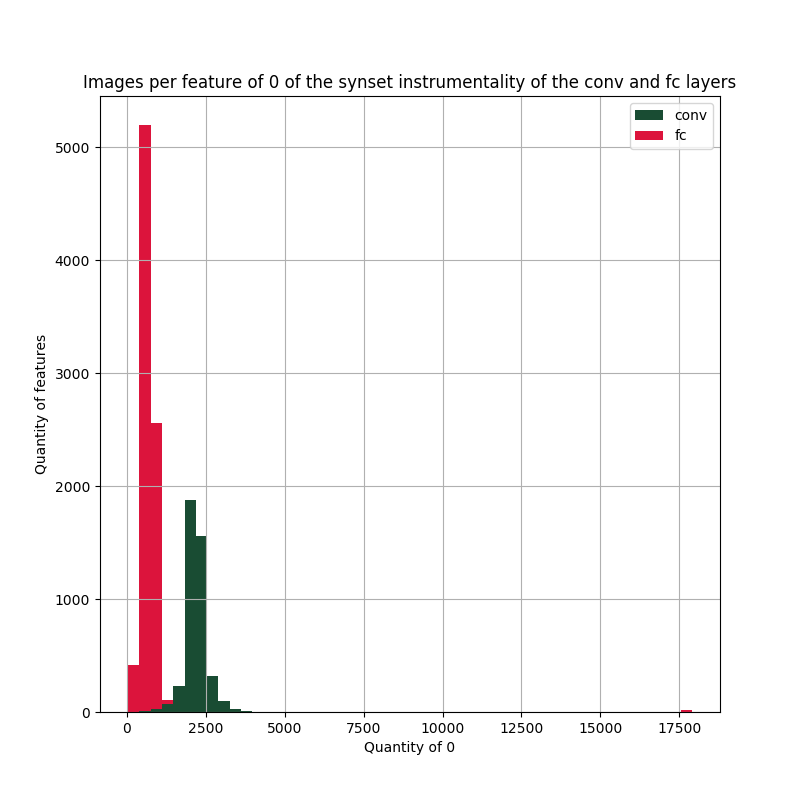 Images per feature of 0 of the synset instrumentality of the conv and fc layers
conv
fc
5000
4000
3000
2000
1000
0
Quantity of features
0
2500
5000
7500
10000
12500
15000
17500
Quantity of 0